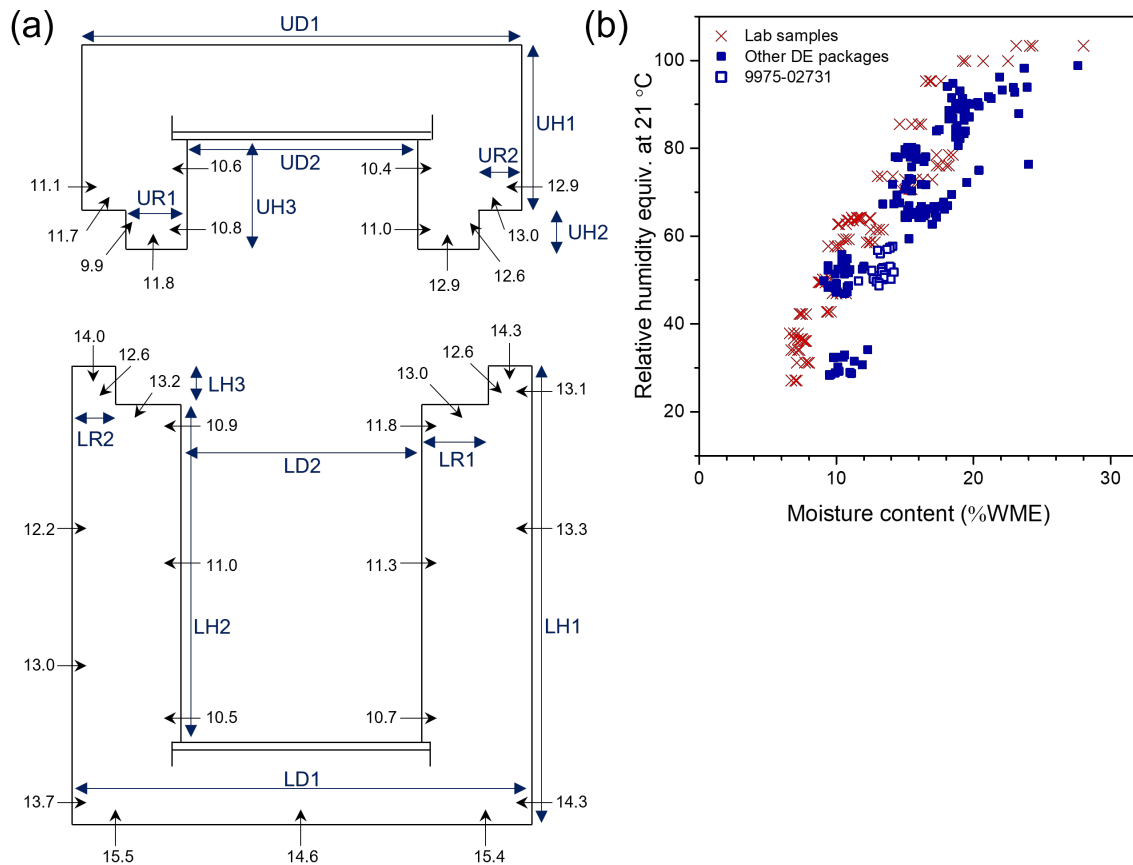 (a)
UD1
UH1
UD2
UR2
10.6
10.4
11.1
12.9
UR1
UH3
11.7
10.8
11.0
13.0
UH2
9.9
11.8
12.9
12.6
14.0
14.3
12.6
12.6
13.2
13.0
LH3
13.1
LR2
10.9
11.8
LR1
LD2
12.2
13.3
11.0
11.3
LH2
LH1
13.0
10.5
10.7
LD1
13.7
14.3
15.5
14.6
15.4
(b)
Lab samples
Other DE packages
9975-02731
Relative humidity equiv. at 21 °C
100
80
60
40
20
0
10
20
30
Moisture content (%WME)